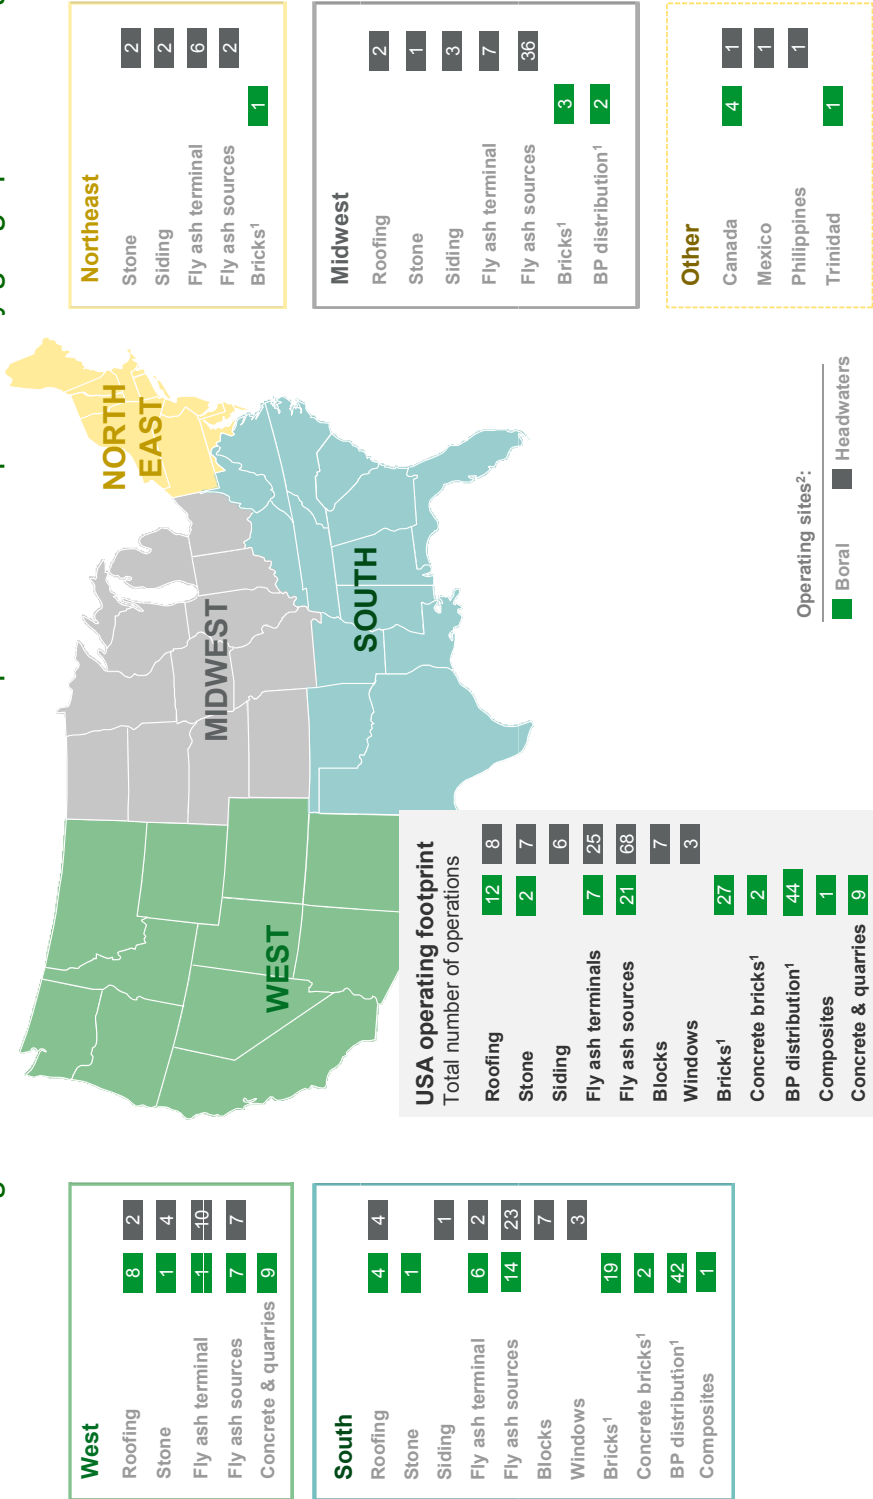 West
Roofing 8 2
Stone 1 4
Fly ash terminal 1 10
Fly ash sources 7 7
Concrete & quarries 9
South
Roofing 4 4
Stone 1
Siding 1
Fly ash terminal 6 2
Fly ash sources 14 23
Blocks 7
Windows 3
Bricks¹ 19
Concrete bricks¹ 2
BP distribution¹ 42
Composites 1
WEST
MIDWEST
SOUTH
NORTH
EAST
USA operating footprint
Total number of operations
Roofing 12 8
Stone 2 7
Siding 6
Fly ash terminals 7 25
Fly ash sources 21 68
Blocks 7
Windows 3
Bricks¹ 27
Concrete bricks¹ 2
BP distribution¹ 44
Composites 1
Concrete & quarries 9
Operating sites²:
Boral Headwaters
Northeast
Stone 2
Siding 2
Fly ash terminal 6
Fly ash sources 2
Bricks¹ 1
Midwest
Roofing 2
Stone 1
Siding 3
Fly ash terminal 7
Fly ash sources 36
Bricks¹ 3
BP distribution¹ 2
Other
Canada 4 1
Mexico 1
Philippines 1
Trinidad 1